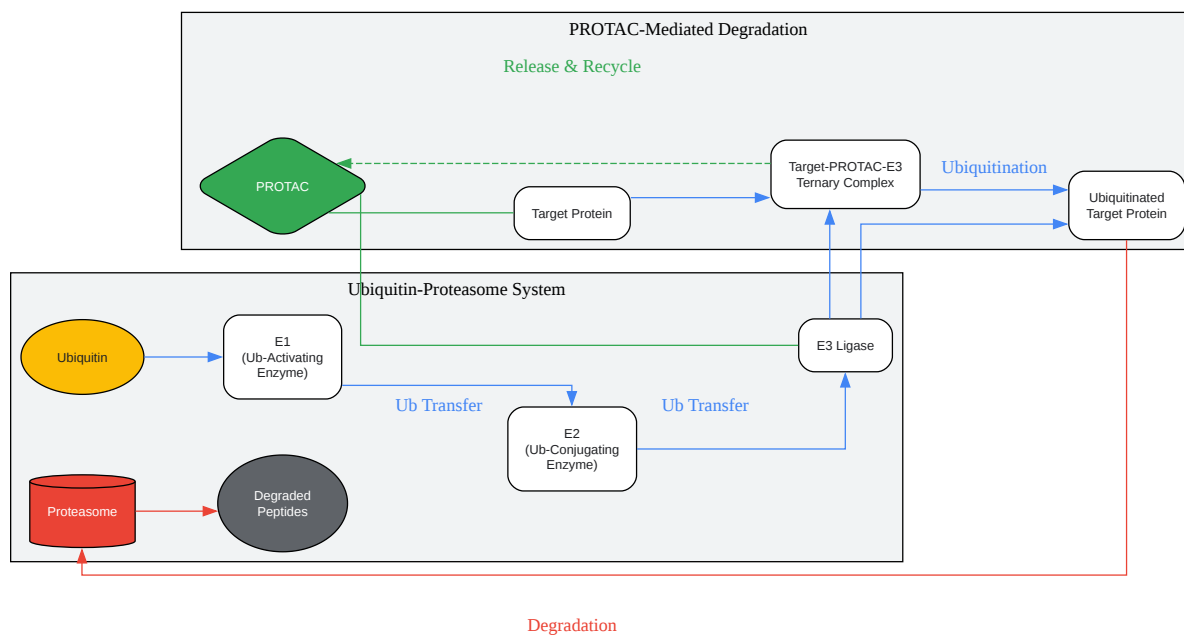 PROTAC-Mediated Degradation
Release & Recycle
PROTAC
Target Protein
Target-PROTAC-E3
Ternary Complex
Ubiquitination
Ubiquitinated
Target Protein
Ubiquitin-Proteasome System
Ubiquitin
E1
(Ub-Activating
Enzyme)
Ub Transfer
E2
(Ub-Conjugating
Enzyme)
Ub Transfer
E3 Ligase
Proteasome
Degraded
Peptides
Degradation